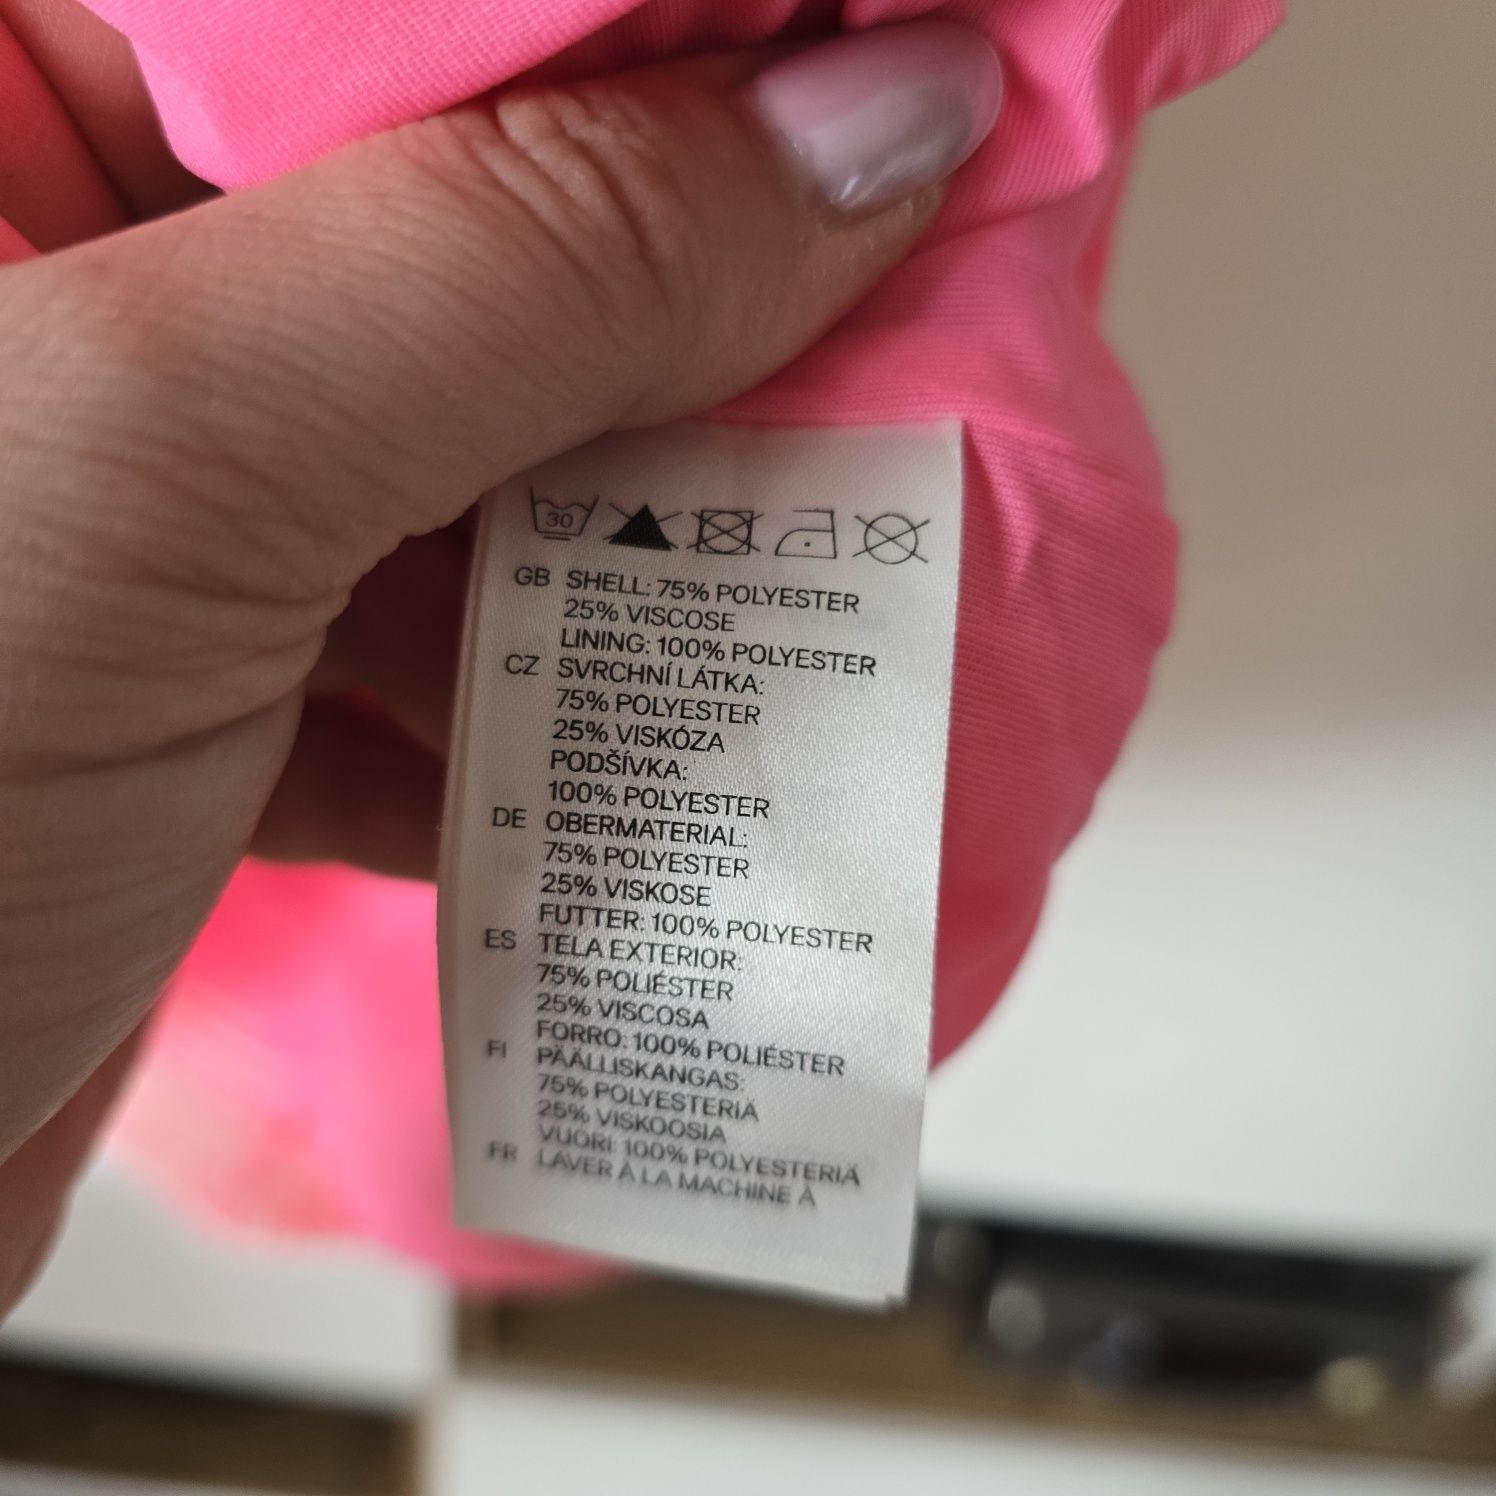 30
GB SHELL: 75% POLYESTER
25% VISCOSE
LINING: 100% POLYESTER
CZ SVRCHNÍ LÁTKA:
75% POLYESTER
25% VISKÓZA
PODŠÍVKA:
100% POLYESTER
DE OBERMATERIAL:
75% POLYESTER
25% VISKOSE
FUTTER: 100% POLYESTER
ES TELA EXTERIOR:
75% POLIÉSTER
25% VISCOSA
FORRO: 100% POLIÉSTER
FI PÄÄLLISKANGAS:
75% POLYESTERIÄ
25% VISKOOSIA
VUORI: 100% POLYESTERIÄ
FR LAVER À LA MACHINE À